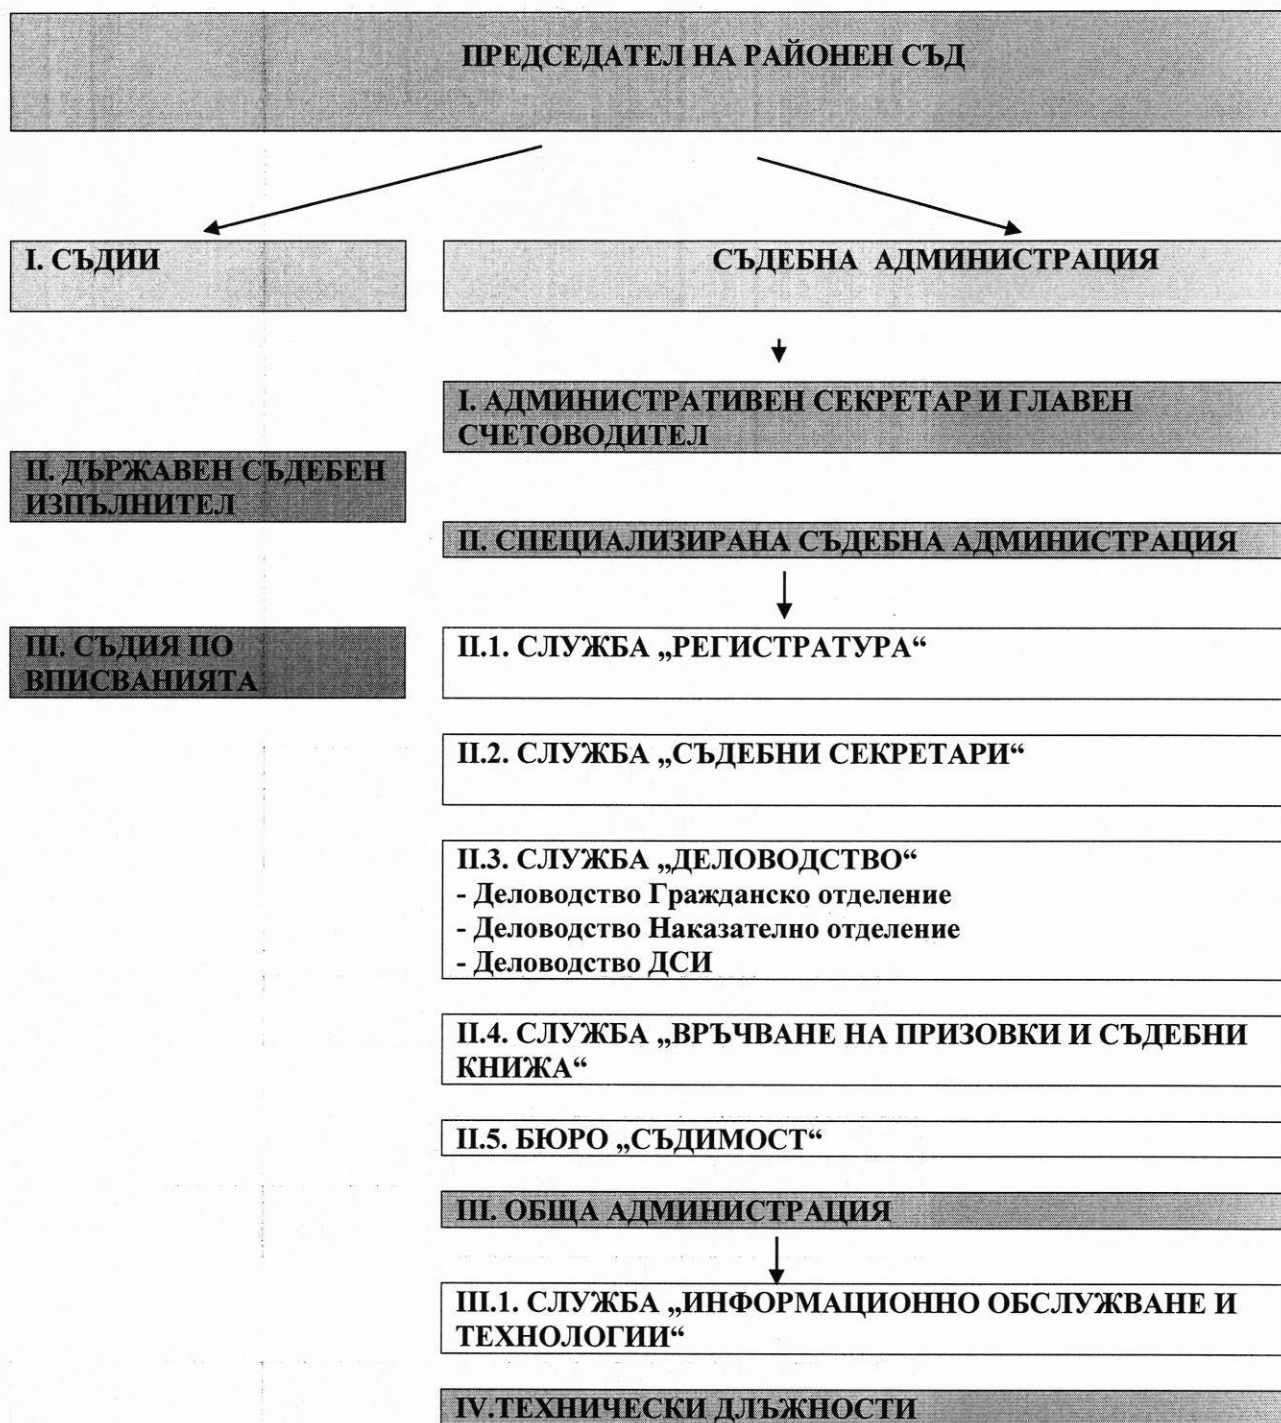 ПРЕДСЕДАТЕЛ НА РАЙОНЕН СЪД
I. СЪДИИ
СЪДЕБНА АДМИНИСТРАЦИЯ
I. АДМИНИСТРАТИВЕН СЕКРЕТАР И ГЛАВЕН
СЧЕТОВОДИТЕЛ
II. ДЪРЖАВЕН СЪДЕБЕН
ИЗПЪЛНИТЕЛ
II. СПЕЦИАЛИЗИРАНА СЪДЕБНА АДМИНИСТРАЦИЯ
III. СЪДИЯ ПО
ВПИСВАНИЯТА
II.1. СЛУЖБА „РЕГИСТРАТУРА“
II.2. СЛУЖБА „СЪДЕБНИ СЕКРЕТАРИ“
II.3. СЛУЖБА „ДЕЛОВОДСТВО“
- Деловодство Гражданско отделение
- Деловодство Наказателно отделение
- Деловодство ДСИ
II.4. СЛУЖБА „ВРЪЧВАНЕ НА ПРИЗОВКИ И СЪДЕБНИ
КНИЖА“
II.5. БЮРО „СЪДИМОСТ“
III. ОБЩА АДМИНИСТРАЦИЯ
III.1. СЛУЖБА „ИНФОРМАЦИОННО ОБСЛУЖВАНЕ И
ТЕХНОЛОГИИ“
IV.ТЕХНИЧЕСКИ ДЛЪЖНОСТИ